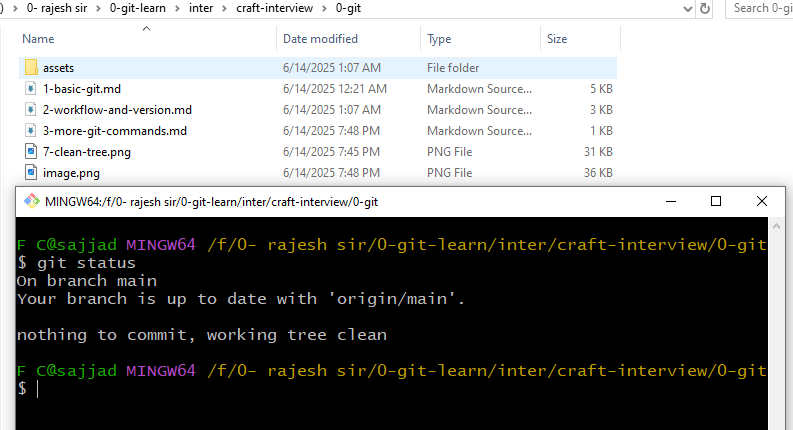 ) › 0- rajesh sir › 0-git-learn › inter › craft-interview › 0-git Search 0-gi
Name Date modified Type Size
assets 6/14/2025 1:07 AM File folder
1-basic-git.md 6/14/2025 12:21 AM Markdown Source... 5 KB
2-workflow-and-version.md 6/14/2025 1:07 AM Markdown Source... 3 KB
3-more-git-commands.md 6/14/2025 7:48 PM Markdown Source... 1 KB
7-clean-tree.png 6/14/2025 7:45 PM PNG File 31 KB
image.png 6/14/2025 7:48 PM PNG File 36 KB
MINGW64:/f/0- rajesh sir/0-git-learn/inter/craft-interview/0-git
F C@sajjad MINGW64 /f/0- rajesh sir/0-git-learn/inter/craft-interview/0-git
$ git status
On branch main
Your branch is up to date with 'origin/main'.
nothing to commit, working tree clean
F C@sajjad MINGW64 /f/0- rajesh sir/0-git-learn/inter/craft-interview/0-git
$